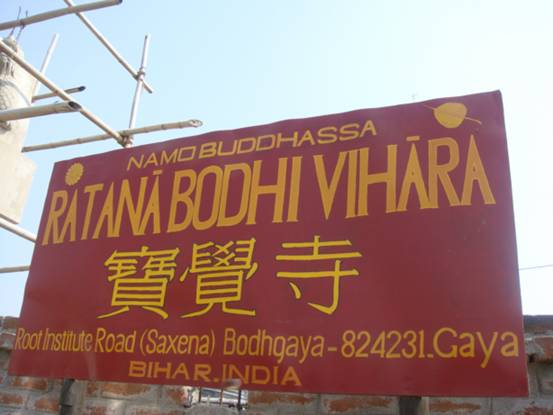 NAMO BUDDHASSA
RATANĀ BODHI VIHĀRA
寶覺寺
Root Institute Road (Saxena) Bodhgaya-824231.Gaya
BIHAR.INDIA